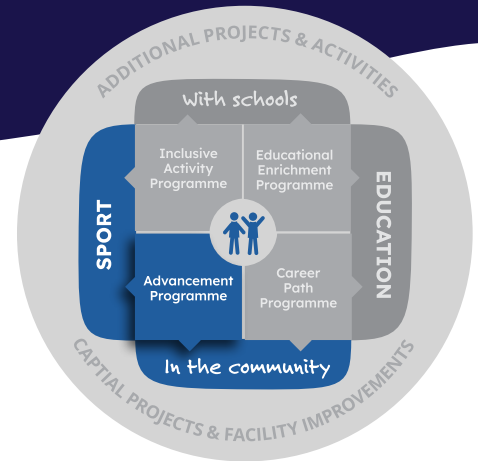 ADDITIONAL PROJECTS & ACTIVITIES
With schools
Inclusive
Activity
Programme
Educational
Enrichment
Programme
SPORT
EDUCATION
Advancement
Programme
Career
Path
Programme
In the community
CAPTIAL PROJECTS & FACILITY IMPROVEMENTS